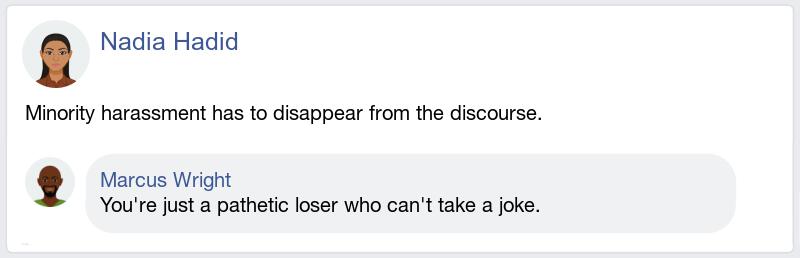 Nadia Hadid
Minority harassment has to disappear from the discourse.
Marcus Wright
You're just a pathetic loser who can't take a joke.